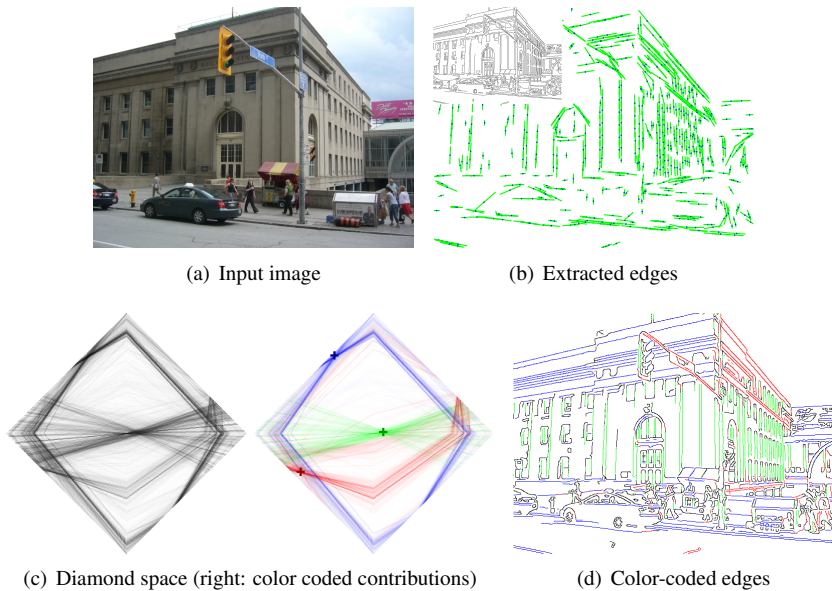 (a) Input image
(b) Extracted edges
(c) Diamond space (right: color coded contributions)
(d) Color-coded edges